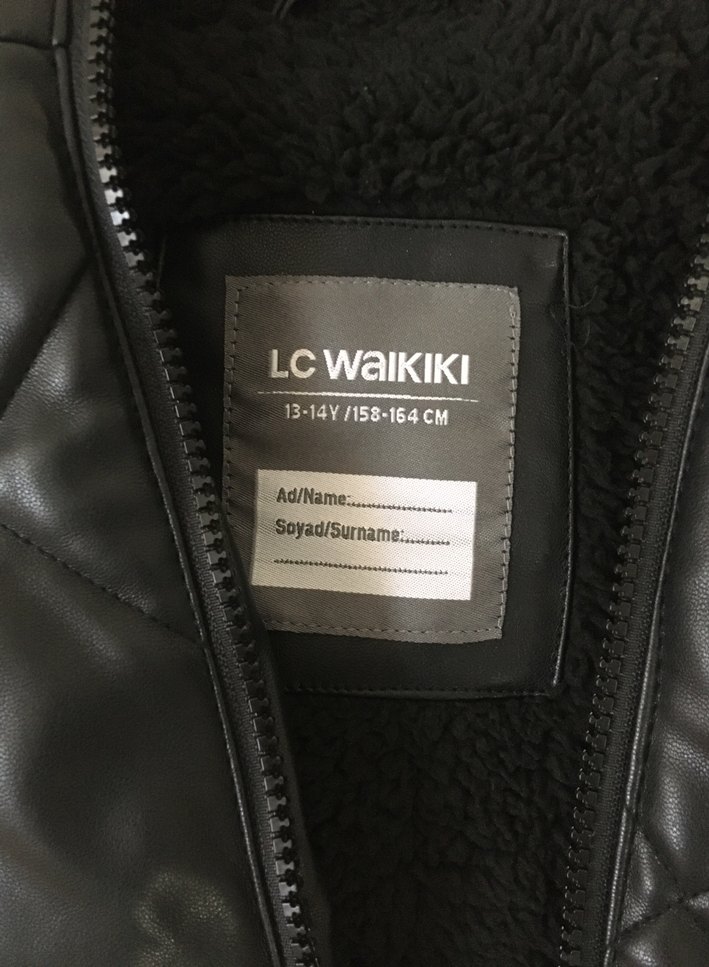 LC WAIKIKI
13-14Y /158-164 CM
Ad/Name:....................
Soyad/Surname:.........
...................................